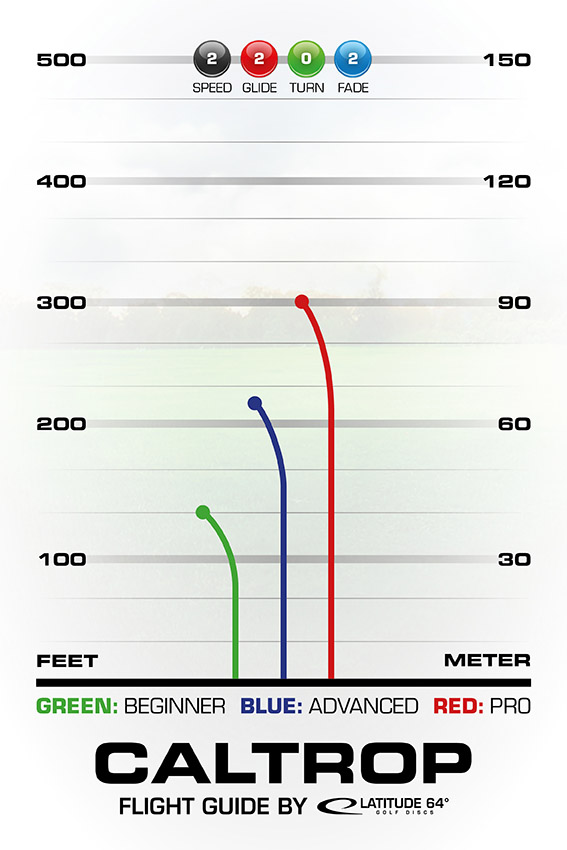 500 2 2 0 2 150
SPEED GLIDE TURN FADE
400 120
300 90
200 60
100 30
FEET METER
GREEN: BEGINNER BLUE: ADVANCED RED: PRO
CALTROP
FLIGHT GUIDE BY LATITUDE 64°
GOLF DISCS